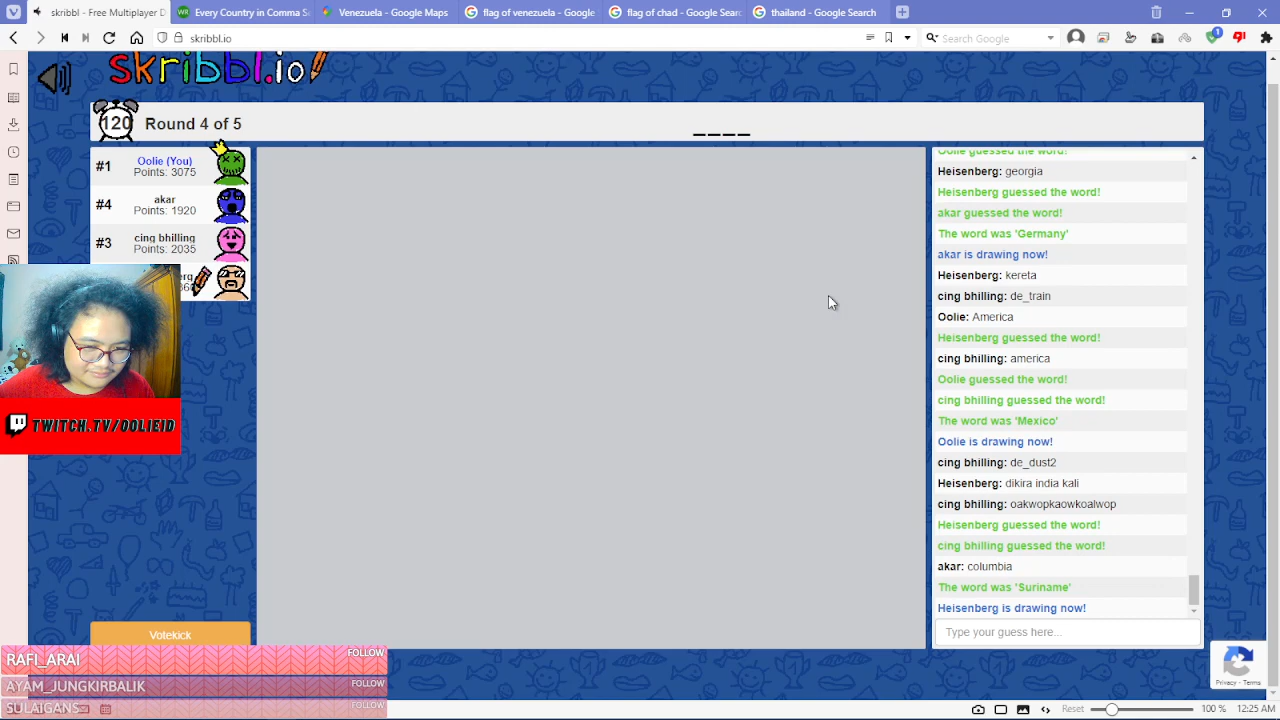 skribbl - Free Multiplayer D
Every Country in Comma S
Venezuela - Google Maps
flag of venezuela - Google
flag of chad - Google Searc
thailand - Google Search
skribbl.io
Search Google
1
skribbl.io
120
Round 4 of 5
_ _ _ _
#1
Oolie (You)
Points: 3075
#4
akar
Points: 1920
#3
cing bhilling
Points: 2035
TWITCH.TV/OOLIEID
Votekick
RAFI_ARAI
FOLLOW
AYAM_JUNGKIRBALIK
FOLLOW
SULAIGANS
FOLLOW
Oolie guessed the word!
Heisenberg: georgia
Heisenberg guessed the word!
akar guessed the word!
The word was 'Germany'
akar is drawing now!
Heisenberg: kereta
cing bhilling: de_train
Oolie: America
Heisenberg guessed the word!
cing bhilling: america
Oolie guessed the word!
cing bhilling guessed the word!
The word was 'Mexico'
Oolie is drawing now!
cing bhilling: de_dust2
Heisenberg: dikira india kali
cing bhilling: oakwopkaowkoalwop
Heisenberg guessed the word!
cing bhilling guessed the word!
akar: columbia
The word was 'Suriname'
Heisenberg is drawing now!
Type your guess here...
Privacy - Terms
Reset
100 %
12:25 AM